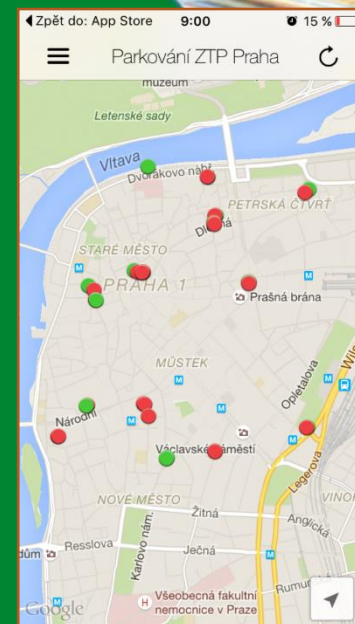 Zpět do: App Store 9:00 15 %
Parkování ZTP Praha
muzeum
Letenské sady
Vltava
Dvořákovo nábř.
PETRSKÁ ČTVRŤ
STARÉ MĚSTO
M
PRAHA 1
M
Prašná brána
MŮSTEK
M
M
Opletalova
M
Národní
M
M
Václavské náměstí
Legerova
NOVÉ MĚSTO
Žitná
VINO
Anglická
Resslova
Ječná
Karlovo nám.
M
Všeobecná fakultní
nemocnice v Praze
H
Google